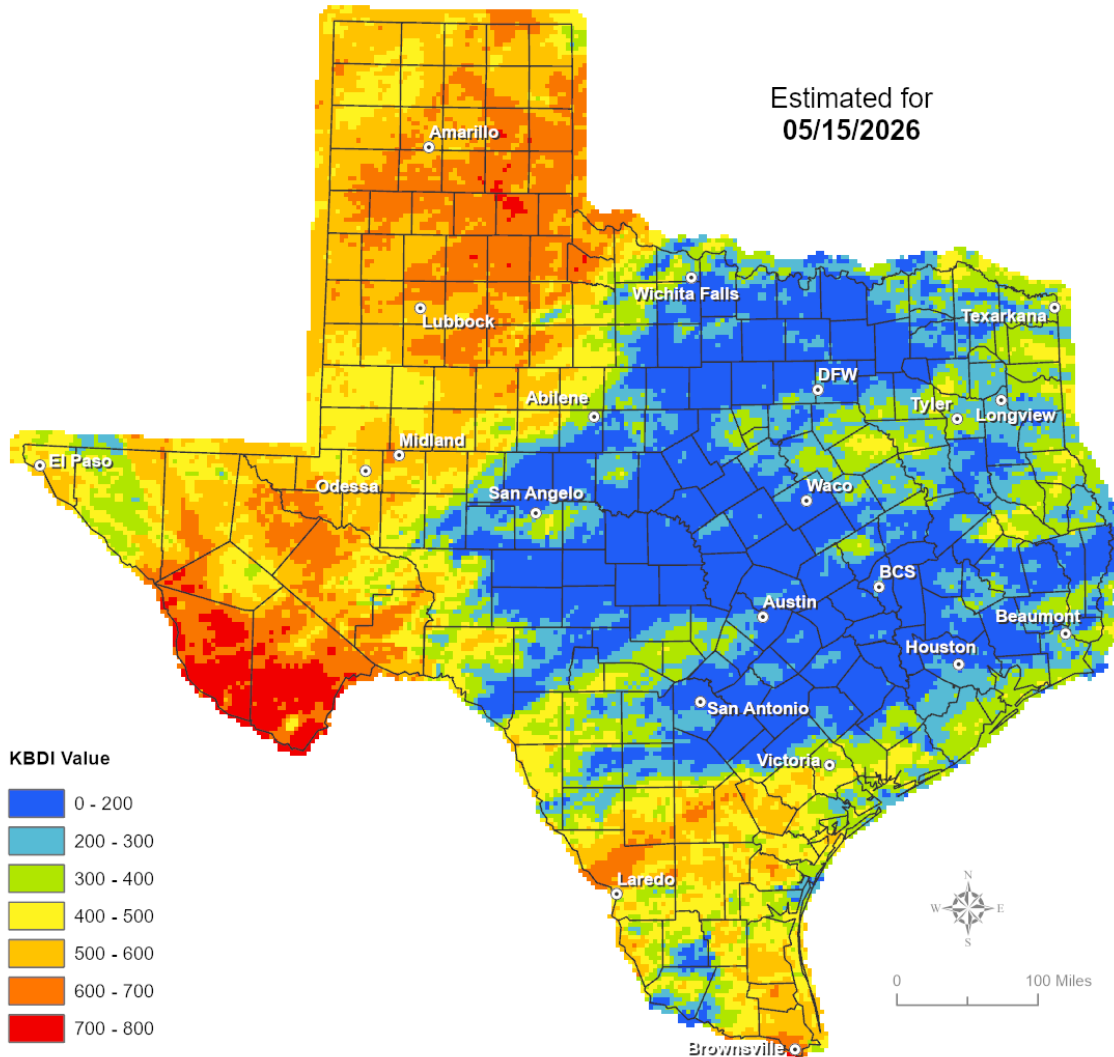 Estimated for
05/15/2026
Amarillo
Wichita Falls
Texarkana
Lubbock
DFW
Abilene
Tyler
Longview
Midland
El Paso
Odessa
San Angelo
Waco
BCS
Austin
Beaumont
Houston
San Antonio
Victoria
KBDI Value
0 - 200
200 - 300
300 - 400
400 - 500
500 - 600
600 - 700
700 - 800
Laredo
N
W E
S
0 100 Miles
Brownsville